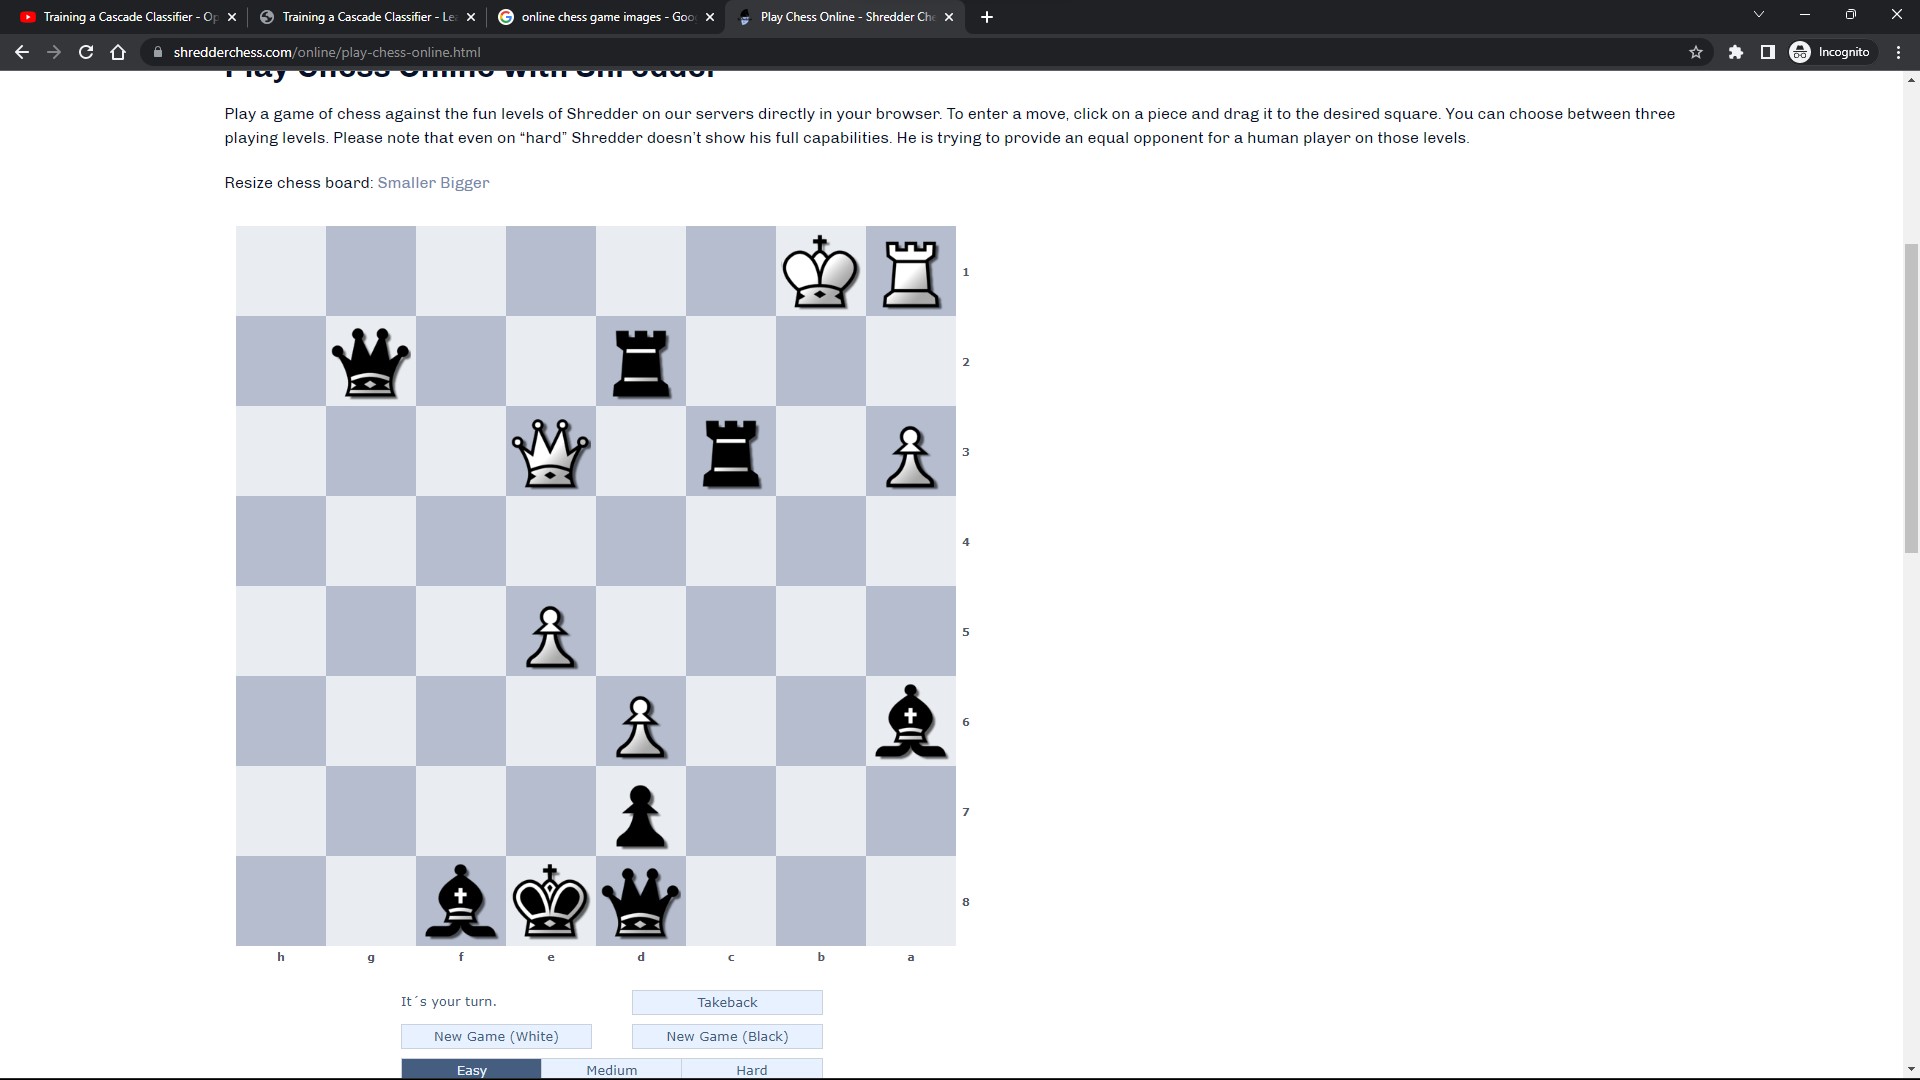 Training a Cascade Classifier - Op
Training a Cascade Classifier - Lea
online chess game images - Goo
Play Chess Online - Shredder Che
shredderchess.com/online/play-chess-online.html
Incognito
Play Chess Online with Shredder
Play a game of chess against the fun levels of Shredder on our servers directly in your browser. To enter a move, click on a piece and drag it to the desired square. You can choose between three
playing levels. Please note that even on “hard” Shredder doesn’t show his full capabilities. He is trying to provide an equal opponent for a human player on those levels.
Resize chess board: Smaller Bigger
1
2
3
4
5
6
7
8
h g f e d c b a
It´s your turn.
Takeback
New Game (White)
New Game (Black)
Easy
Medium
Hard